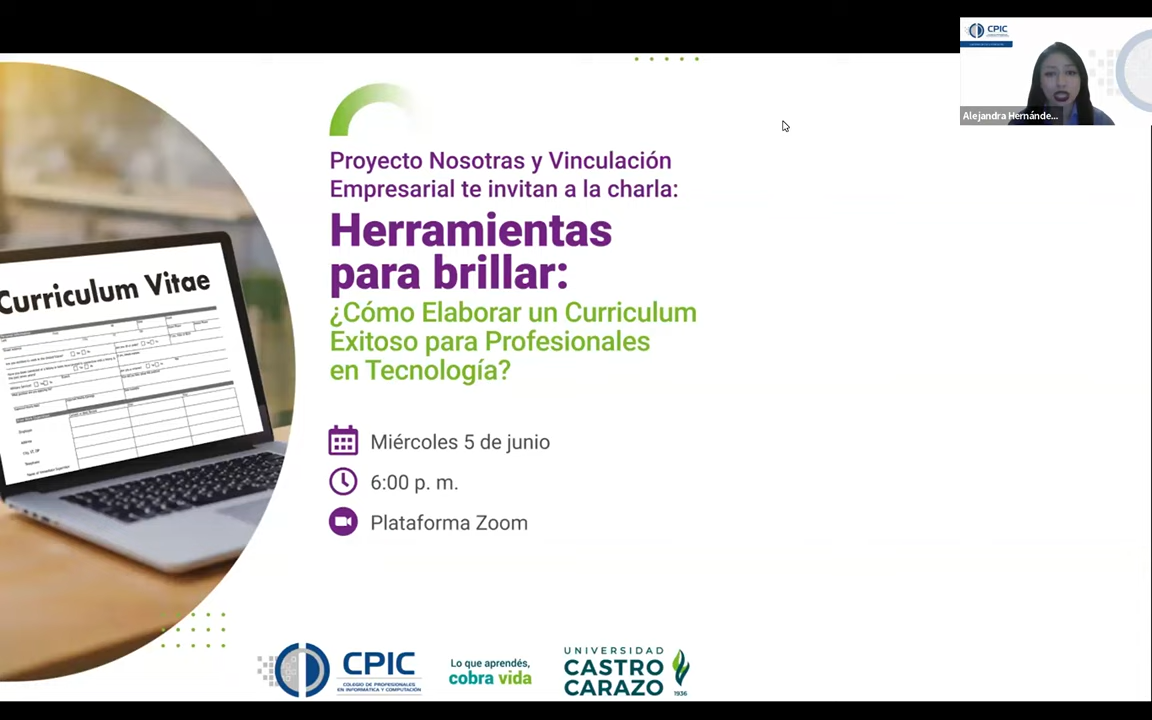 CPIC
Alejandra Hernánde...
Proyecto Nosotras y Vinculación
Empresarial te invitan a la charla:
Herramientas
para brillar:
¿Cómo Elaborar un Curriculum
Exitoso para Profesionales
en Tecnología?
Curriculum Vitae
Miércoles 5 de junio
6:00 p. m.
Plataforma Zoom
CPIC
COLEGIO DE PROFESIONALES
EN INFORMÁTICA Y COMPUTACIÓN
Lo que aprendés,
cobra vida
UNIVERSIDAD
CASTRO
CARAZO
1936